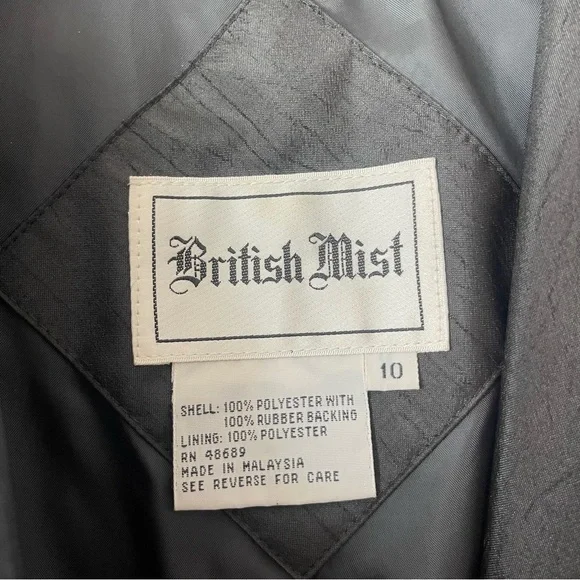 British Mist
10
SHELL: 100% POLYESTER WITH
100% RUBBER BACKING
LINING: 100% POLYESTER
RN 48689
MADE IN MALAYSIA
SEE REVERSE FOR CARE